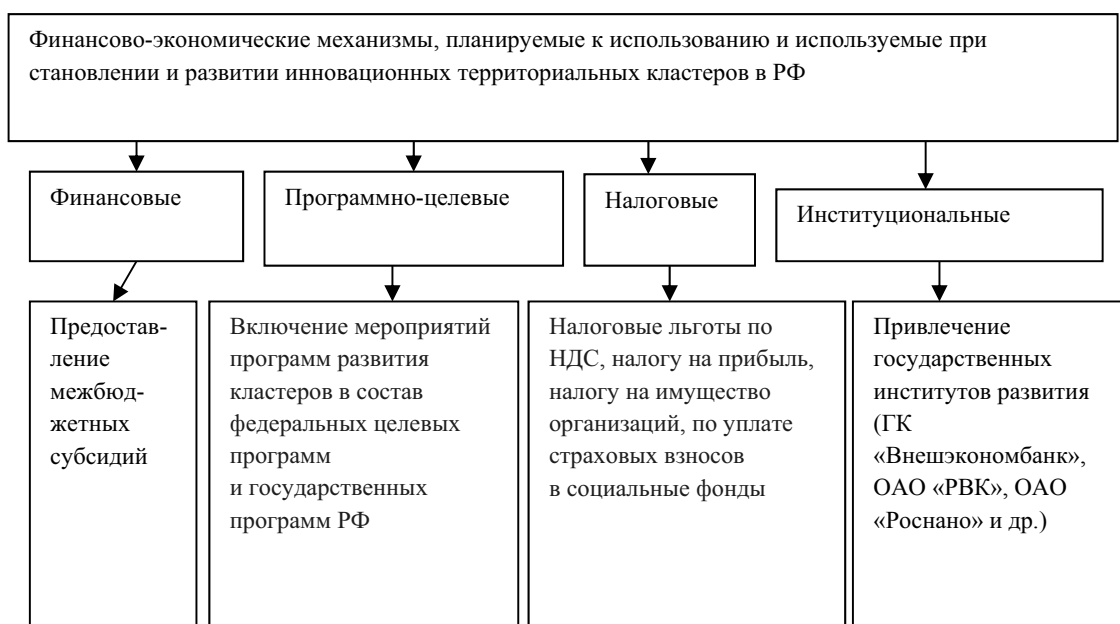 Финансово-экономические механизмы, планируемые к использованию и используемые при
становлении и развитии инновационных территориальных кластеров в РФ
Финансовые
Программно-целевые
Налоговые
Институциональные
Предостав-
ление
межбюд-
жетных
субсидий
Включение мероприятий
программ развития
кластеров в состав
федеральных целевых
программ
и государственных
программ РФ
Налоговые льготы по
НДС, налогу на прибыль,
налогу на имущество
организаций, по уплате
страховых взносов
в социальные фонды
Привлечение
государственных
институтов развития
(ГК
«Внешэкономбанк»,
ОАО «РВК», ОАО
«Роснано» и др.)